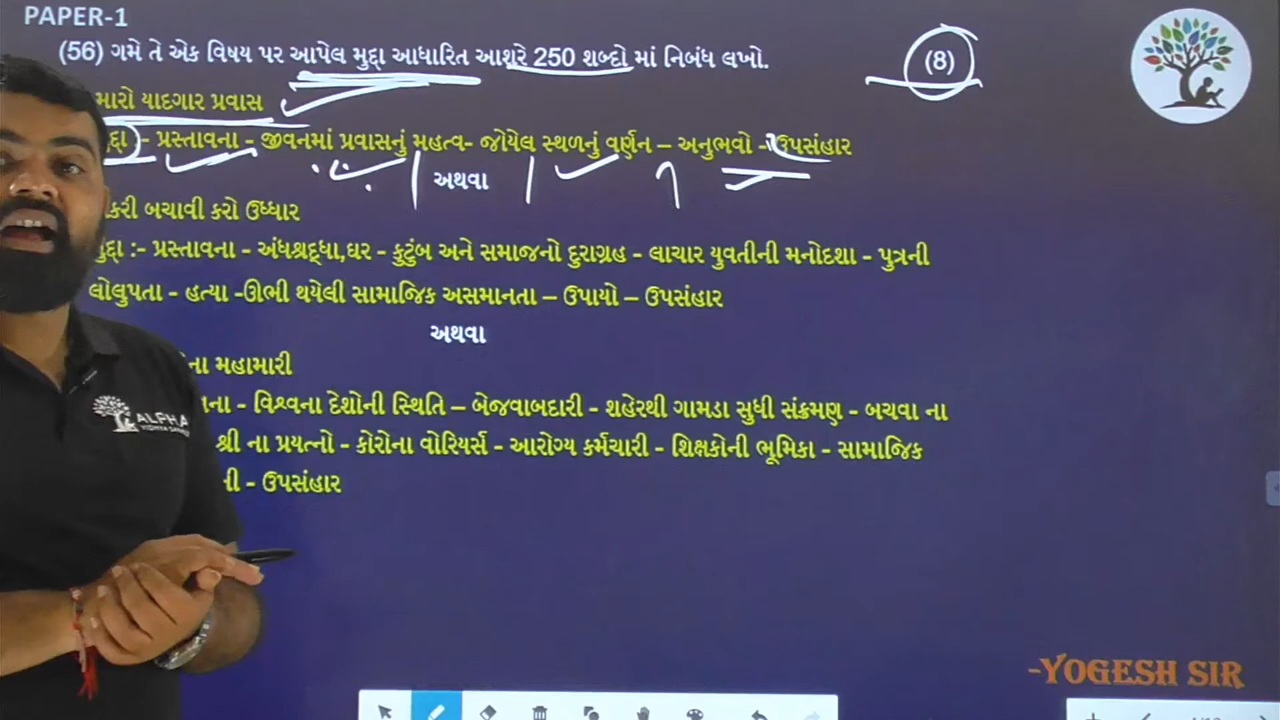 PAPER-1
(56) ગમે તે એક વિષય પર આપેલ મુદ્દા આધારિત આશરે 250 શબ્દો માં નિબંધ લખો.
(8)
મારો યાદગાર પ્રવાસ
- પ્રસ્તાવના - જીવનમાં પ્રવાસનું મહત્વ- જોયેલ સ્થળનું વર્ણન – અનુભવો - ઉપસંહાર
અથવા
બચાવી કરો ઉધ્ધાર
:- પ્રસ્તાવના - અંધશ્રદ્ધા,ઘર - કુટુંબ અને સમાજનો દુરાગ્રહ - લાચાર યુવતીની મનોદશા - પુત્રની
લોલુપતા - હત્યા -ઊભી થયેલી સામાજિક અસમાનતા – ઉપાયો – ઉપસંહાર
અથવા
મહામારી
- વિશ્વના દેશોની સ્થિતિ – બેજવાબદારી - શહેરથી ગામડા સુધી સંક્રમણ - બચવા ના
શ્રી ના પ્રયત્નો - કોરોના વોરિયર્સ - આરોગ્ય કર્મચારી - શિક્ષકોની ભૂમિકા - સામાજિક
- ઉપસંહાર
ALPHA
VIDHYA
-YOGESH SIR